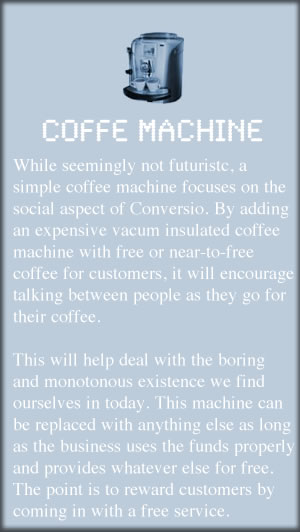 COFFE MACHINE
While seemingly not futuristc, a
simple coffee machine focuses on the
social aspect of Conversio. By adding
an expensive vacum insulated coffee
machine with free or near-to-free
coffee for customers, it will encourage
talking between people as they go for
their coffee.
This will help deal with the boring
and monotonous existence we find
ourselves in today. This machine can
be replaced with anything else as long
as the business uses the funds properly
and provides whatever else for free.
The point is to reward customers by
coming in with a free service.